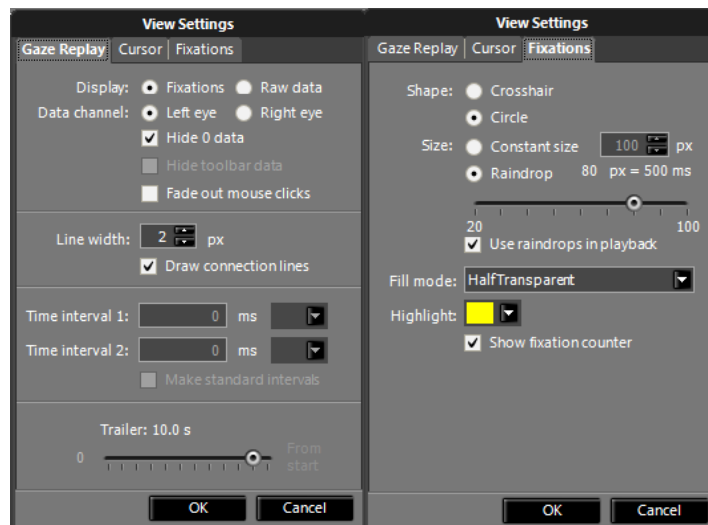 View Settings
Gaze Replay Cursor Fixations
Display: Fixations Raw data
Data channel: Left eye Right eye
Hide 0 data
Hide toolbar data
Fade out mouse clicks
Line width: 2 px
Draw connection lines
Time interval 1: 0 ms
Time interval 2: 0 ms
Make standard intervals
Trailer: 10.0 s
0 From start
OK Cancel
View Settings
Gaze Replay Cursor Fixations
Shape: Crosshair
Circle
Size: Constant size 100 px
Raindrop 80 px = 500 ms
20 100
Use raindrops in playback
Fill mode: HalfTransparent
Highlight:
Show fixation counter
OK Cancel